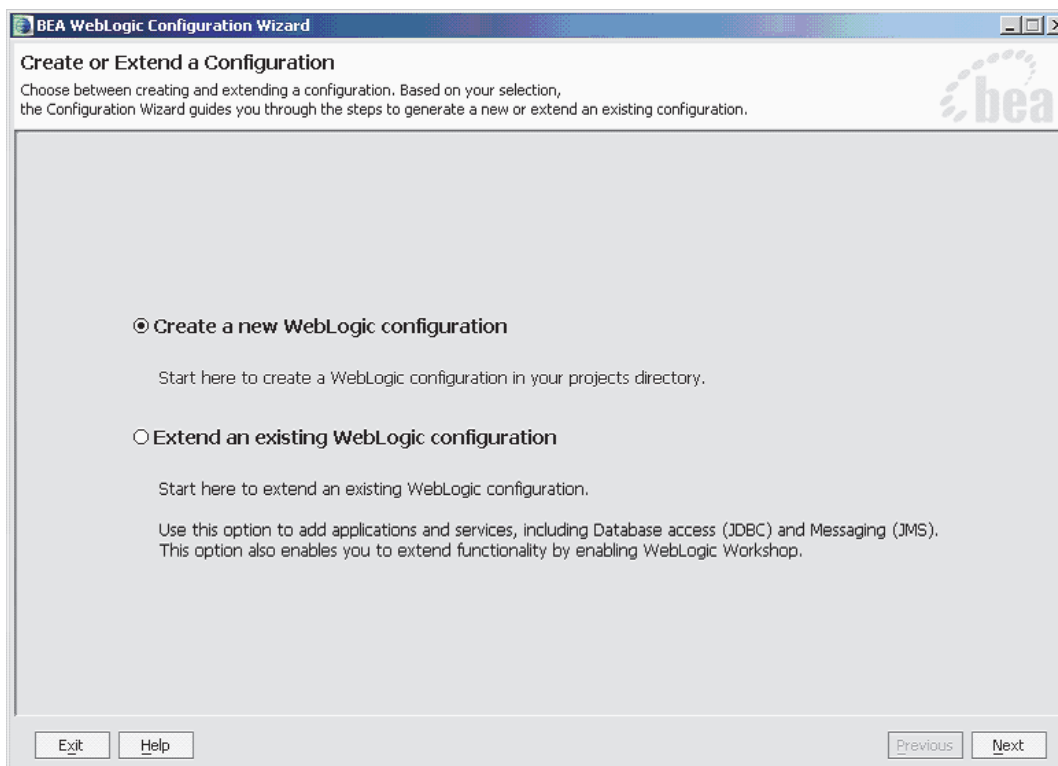 BEA WebLogic Configuration Wizard
Create or Extend a Configuration
Choose between creating and extending a configuration. Based on your selection,
the Configuration Wizard guides you through the steps to generate a new or extend an existing configuration.
bea
Create a new WebLogic configuration
Start here to create a WebLogic configuration in your projects directory.
Extend an existing WebLogic configuration
Start here to extend an existing WebLogic configuration.
Use this option to add applications and services, including Database access (JDBC) and Messaging (JMS).
This option also enables you to extend functionality by enabling WebLogic Workshop.
Exit Help Previous Next